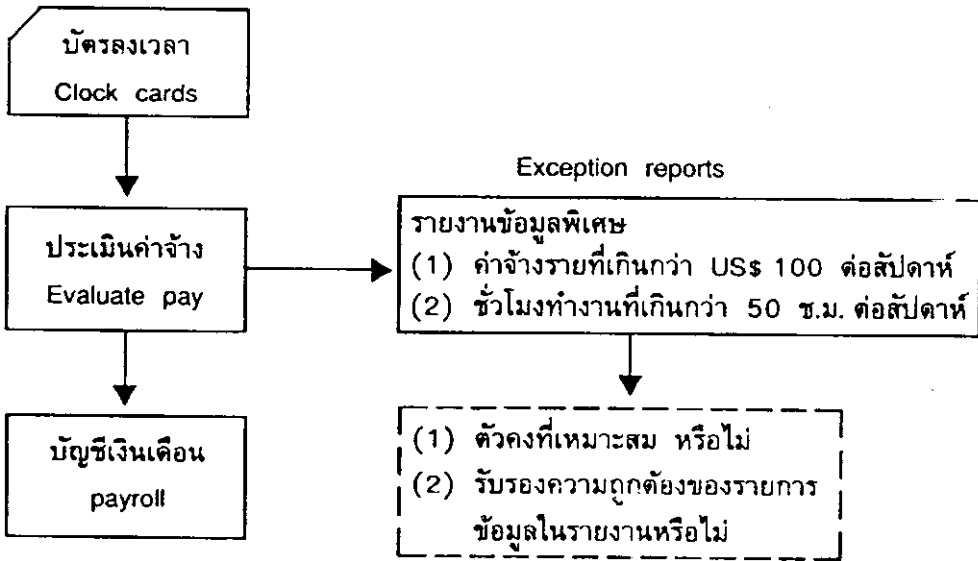 บัตรลงเวลา
Clock cards
Exception reports
ประเมินค่าจ้าง
Evaluate pay
รายงานข้อมูลพิเศษ
(1) ค่าจ้างรายที่เกินกว่า US$ 100 ต่อสัปดาห์
(2) ชั่วโมงทำงานที่เกินกว่า 50 ช.ม. ต่อสัปดาห์
บัญชีเงินเดือน
payroll
(1) ตัวคงที่เหมาะสม หรือไม่
(2) รับรองความถูกต้องของรายการ
ข้อมูลในรายงานหรือไม่